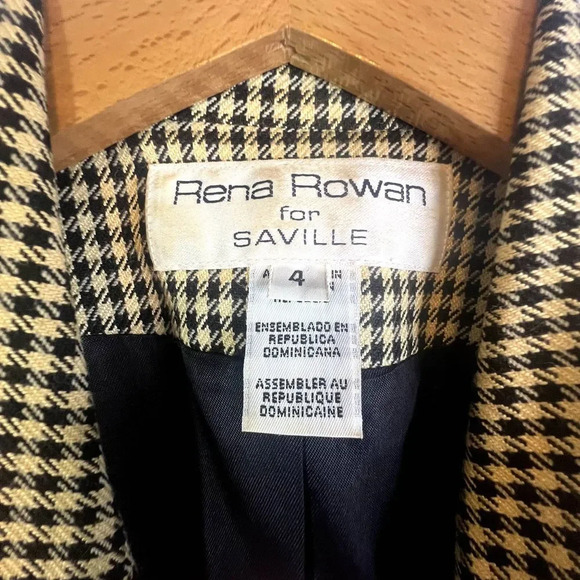 Rena Rowan
for
SAVILLE
4
ENSEMBLADO EN
REPUBLICA
DOMINICANA
ASSEMBLER AU
REPUBLIQUE
DOMINICAINE